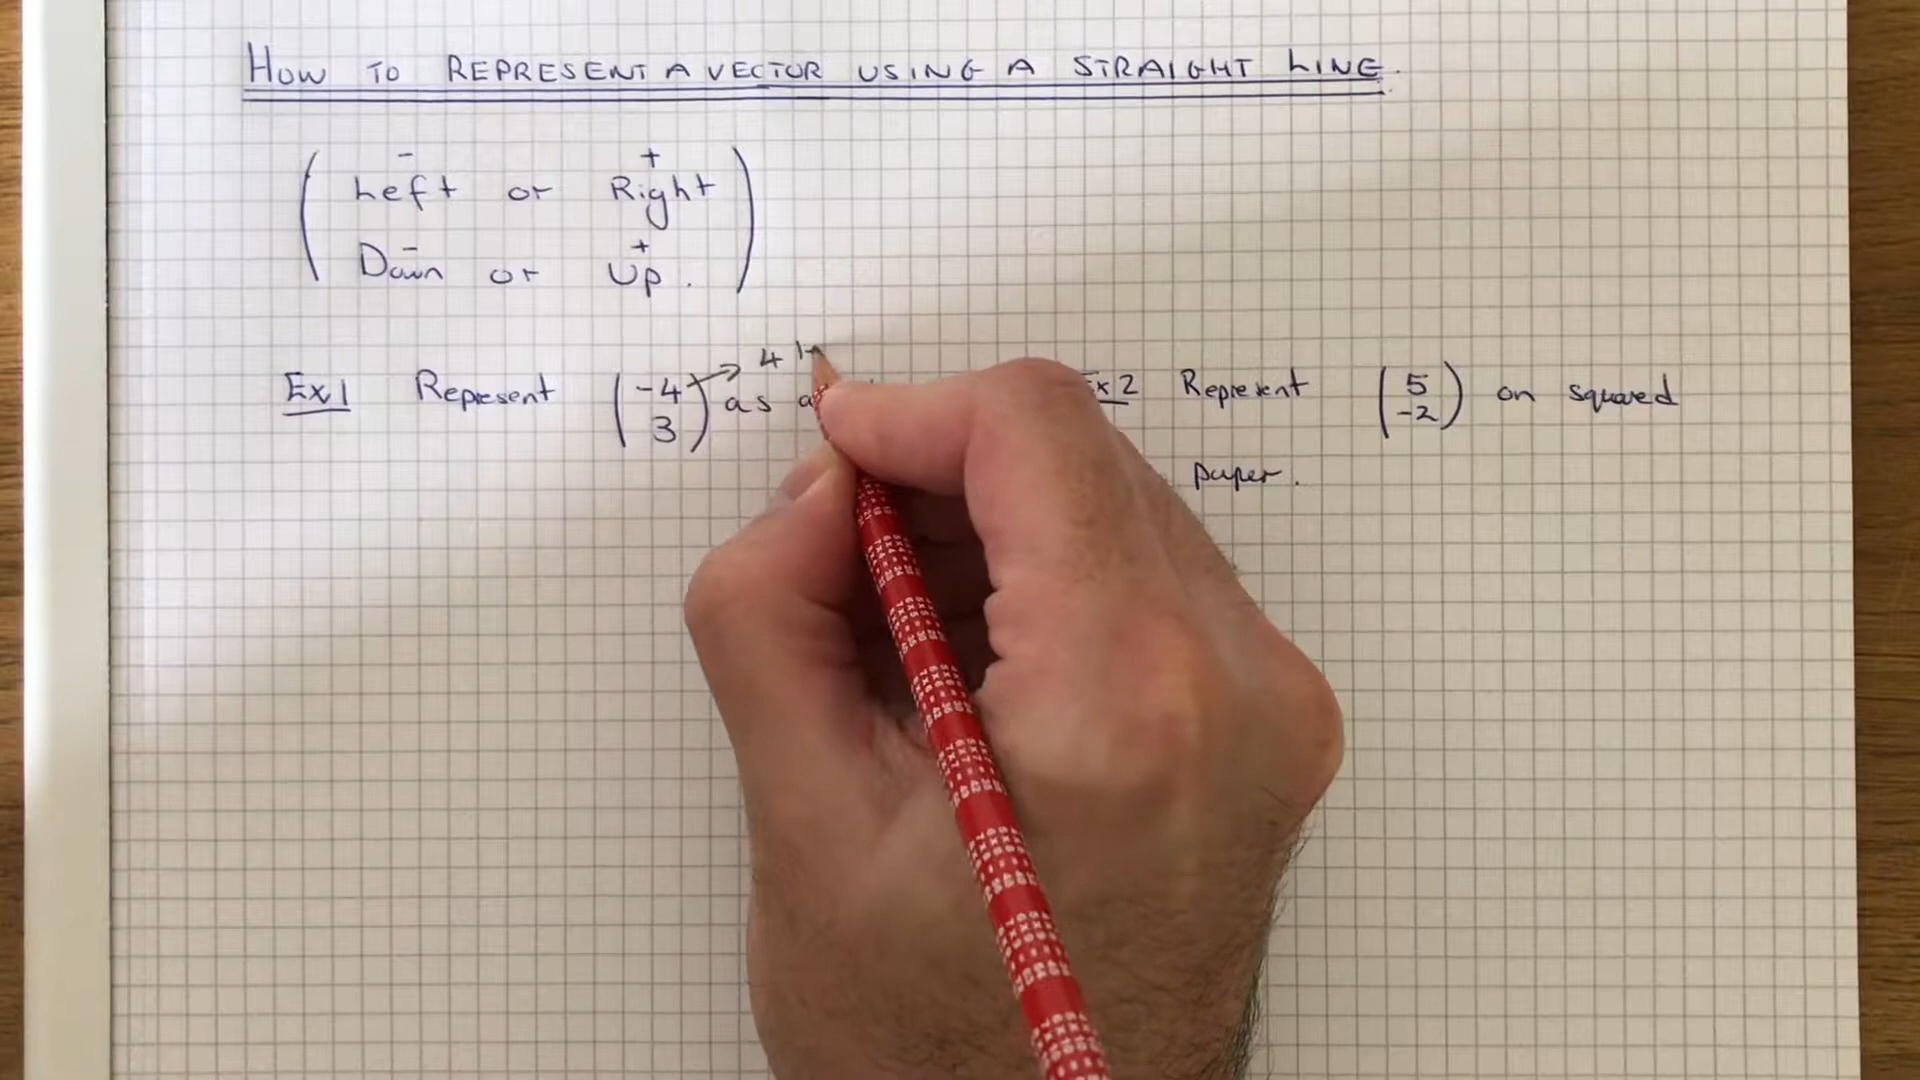 HOW TO REPRESENT A VECTOR USING A STRAIGHT LINE.
- +
Left or Right
- +
Down or Up.
4
Ex1 Represent (-4 3) as a
Ex2 Represent (5 -2) on squared
paper.